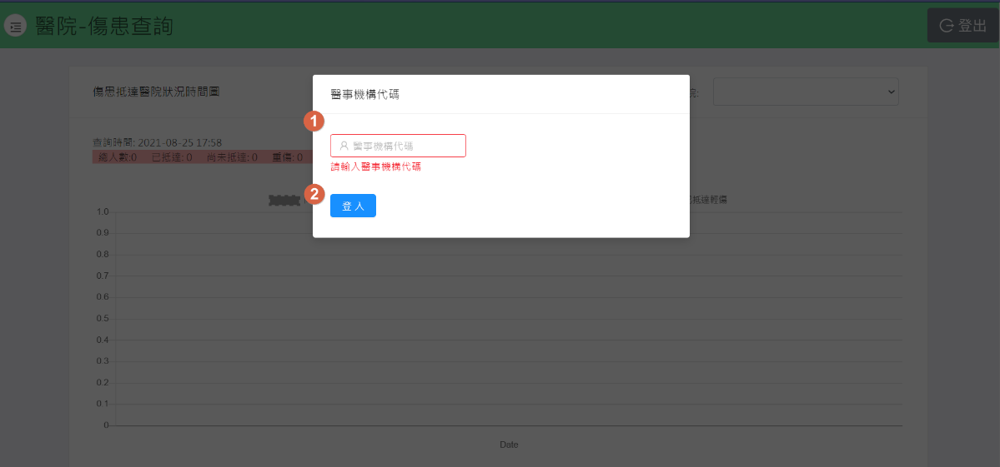 醫院-傷患查詢
登出
傷患抵達醫院狀況時間圖
院:
醫事機構代碼
1
醫事機構代碼
請輸入醫事機構代碼
2
登入
查詢時間: 2021-08-25 17:58
總人數:0 已抵達: 0 尚未抵達: 0 重傷: 0
抵達輕傷
1.0
0.9
0.8
0.7
0.6
0.5
0.4
0.3
0.2
0.1
0
Date